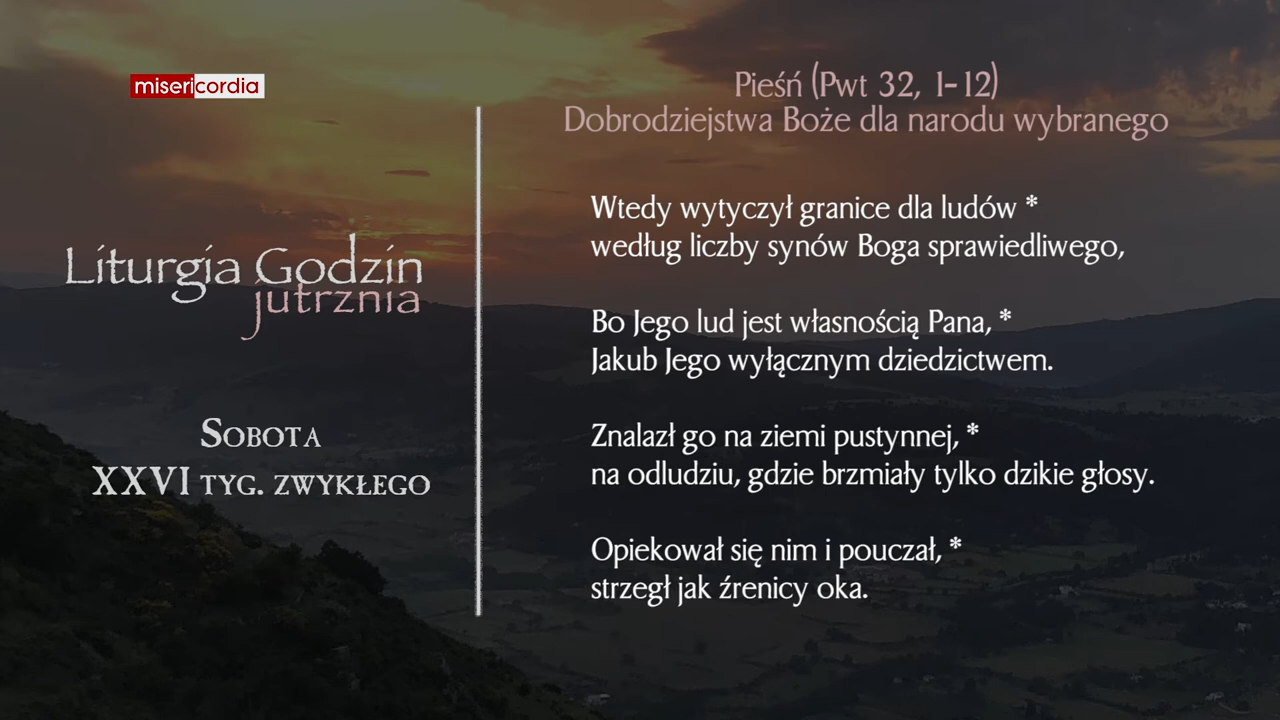 misericordia
Liturgia Godzin
jutrznia
Sobota
XXVI tyg. zwykłego
Pieśń (Pwt 32, 1-12)
Dobrodziejstwa Boże dla narodu wybranego
Wtedy wytyczył granice dla ludów *
według liczby synów Boga sprawiedliwego,
Bo Jego lud jest własnością Pana, *
Jakub Jego wyłącznym dziedzictwem.
Znalazł go na ziemi pustynnej, *
na odludziu, gdzie brzmiały tylko dzikie głosy.
Opiekował się nim i pouczał, *
strzegł jak źrenicy oka.